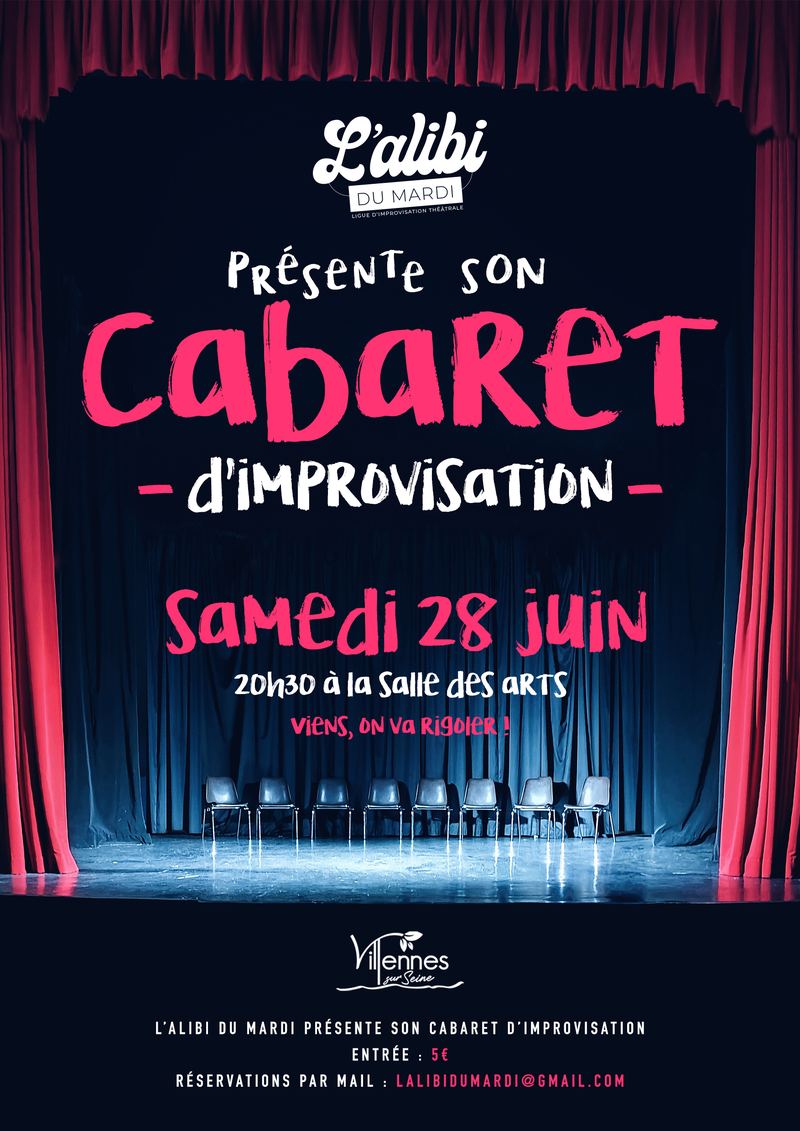 L'alibi
DU MARDI
LIGUE D'IMPROVISATION THÉÂTRALE
PRÉSENTE SON
CabaReT
- d'IMPROVISATION -
Samedi 28 juin
20h30 à la Salle des aRTS
Viens, on va Rigoler !
Villennes
sur Seine
L'ALIBI DU MARDI PRÉSENTE SON CABARET D'IMPROVISATION
ENTRÉE : 5€
RÉSERVATIONS PAR MAIL : LALIBIDUMARDI@GMAIL.COM